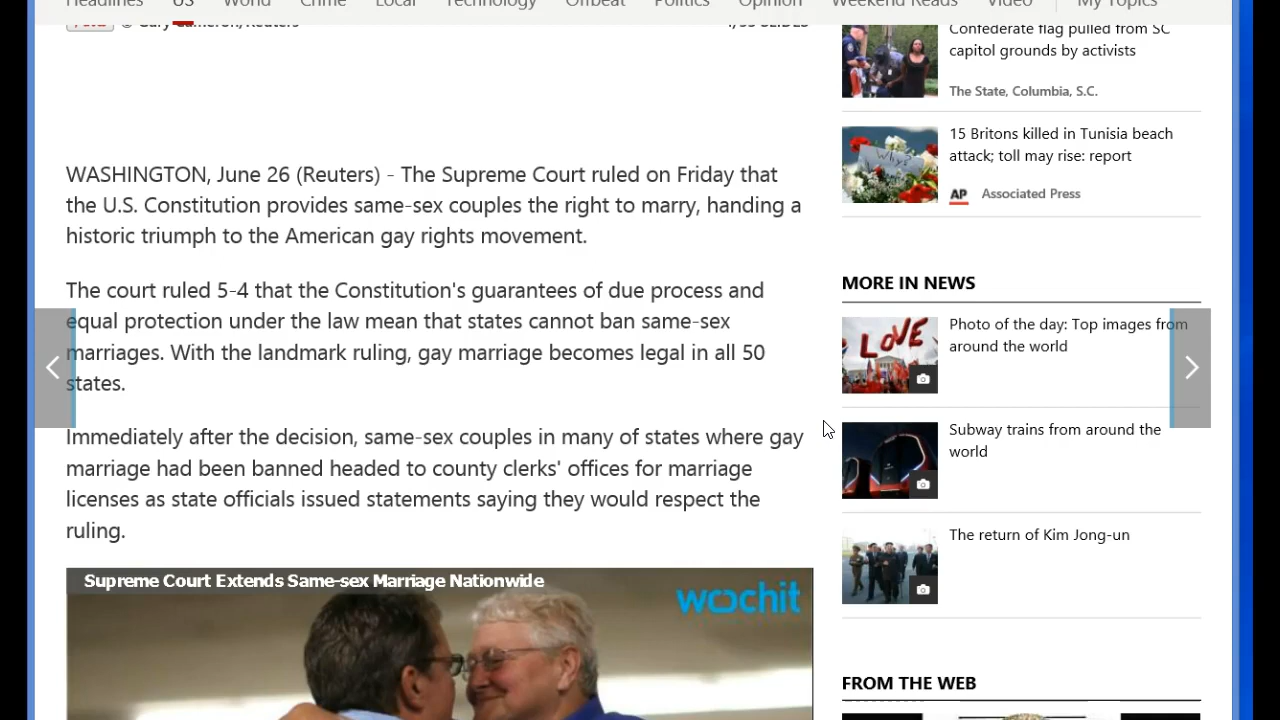 Headlines US World Crime Local Technology Offbeat Politics Opinion Weekend Reads Video My Topics
© Gary Cameron/Reuters
SLIDES
WASHINGTON, June 26 (Reuters) - The Supreme Court ruled on Friday that
the U.S. Constitution provides same-sex couples the right to marry, handing a
historic triumph to the American gay rights movement.
The court ruled 5-4 that the Constitution's guarantees of due process and
equal protection under the law mean that states cannot ban same-sex
marriages. With the landmark ruling, gay marriage becomes legal in all 50
states.
Immediately after the decision, same-sex couples in many of states where gay
marriage had been banned headed to county clerks' offices for marriage
licenses as state officials issued statements saying they would respect the
ruling.
Supreme Court Extends Same-sex Marriage Nationwide
wochit
Confederate flag pulled from SC
capitol grounds by activists
The State, Columbia, S.C.
15 Britons killed in Tunisia beach
attack; toll may rise: report
AP Associated Press
MORE IN NEWS
Photo of the day: Top images from
around the world
LOVE
Subway trains from around the
world
The return of Kim Jong-un
FROM THE WEB